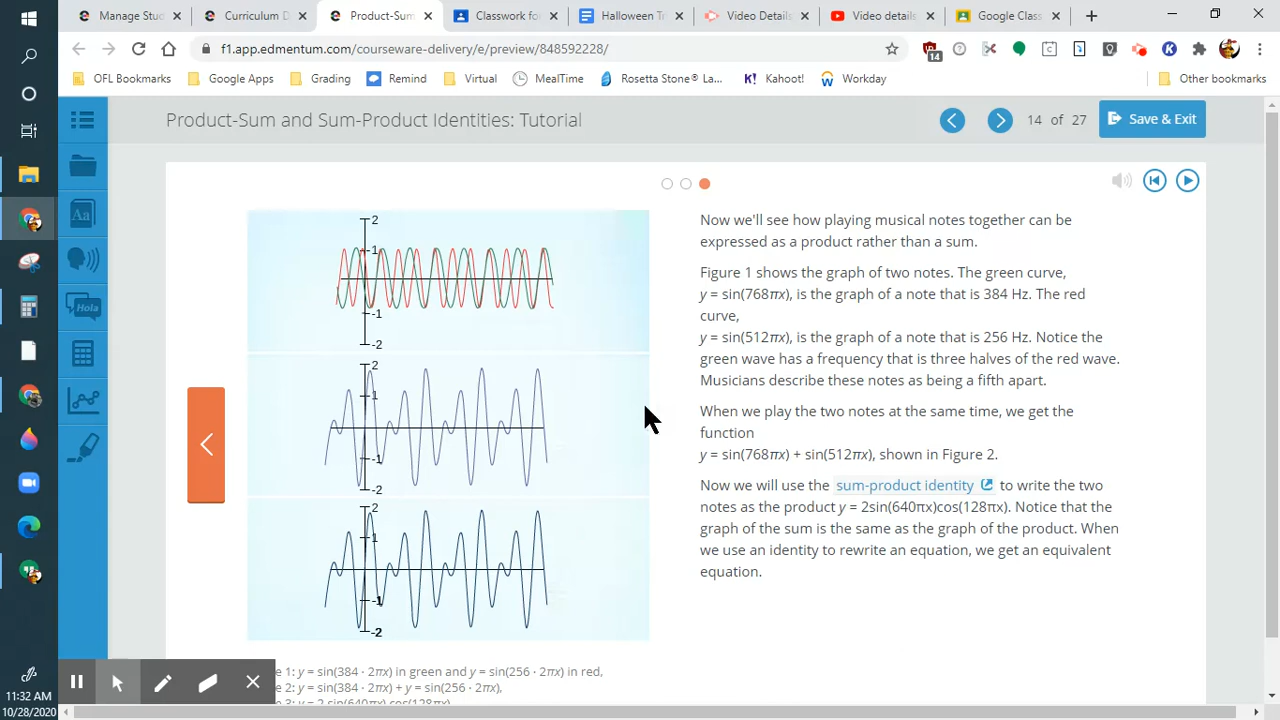 Manage Stud
Curriculum D
Product-Sum
Classwork for
Halloween Tr
Video Details
Video details
Google Class
f1.app.edmentum.com/courseware-delivery/e/preview/848592228/
14
OFL Bookmarks
Google Apps
Grading
Remind
Virtual
MealTime
Rosetta Stone® La...
Kahoot!
Workday
Other bookmarks
Product-Sum and Sum-Product Identities: Tutorial
14 of 27
Save & Exit
Now we'll see how playing musical notes together can be
expressed as a product rather than a sum.
Figure 1 shows the graph of two notes. The green curve,
y = sin(768πx), is the graph of a note that is 384 Hz. The red
curve,
y = sin(512πx), is the graph of a note that is 256 Hz. Notice the
green wave has a frequency that is three halves of the red wave.
Musicians describe these notes as being a fifth apart.
When we play the two notes at the same time, we get the
function
y = sin(768πx) + sin(512πx), shown in Figure 2.
Now we will use the sum-product identity to write the two
notes as the product y = 2sin(640πx)cos(128πx). Notice that the
graph of the sum is the same as the graph of the product. When
we use an identity to rewrite an equation, we get an equivalent
equation.
2
1
-1
-2
2
1
-1
-2
2
1
-1
-2
e 1: y = sin(384 · 2πx) in green and y = sin(256 · 2πx) in red,
e 2: y = sin(384 · 2πx) + y = sin(256 · 2πx),
e 3: y = 2 sin(640πx) cos(128πx)
Aa
Hola
11:32 AM
10/28/2020